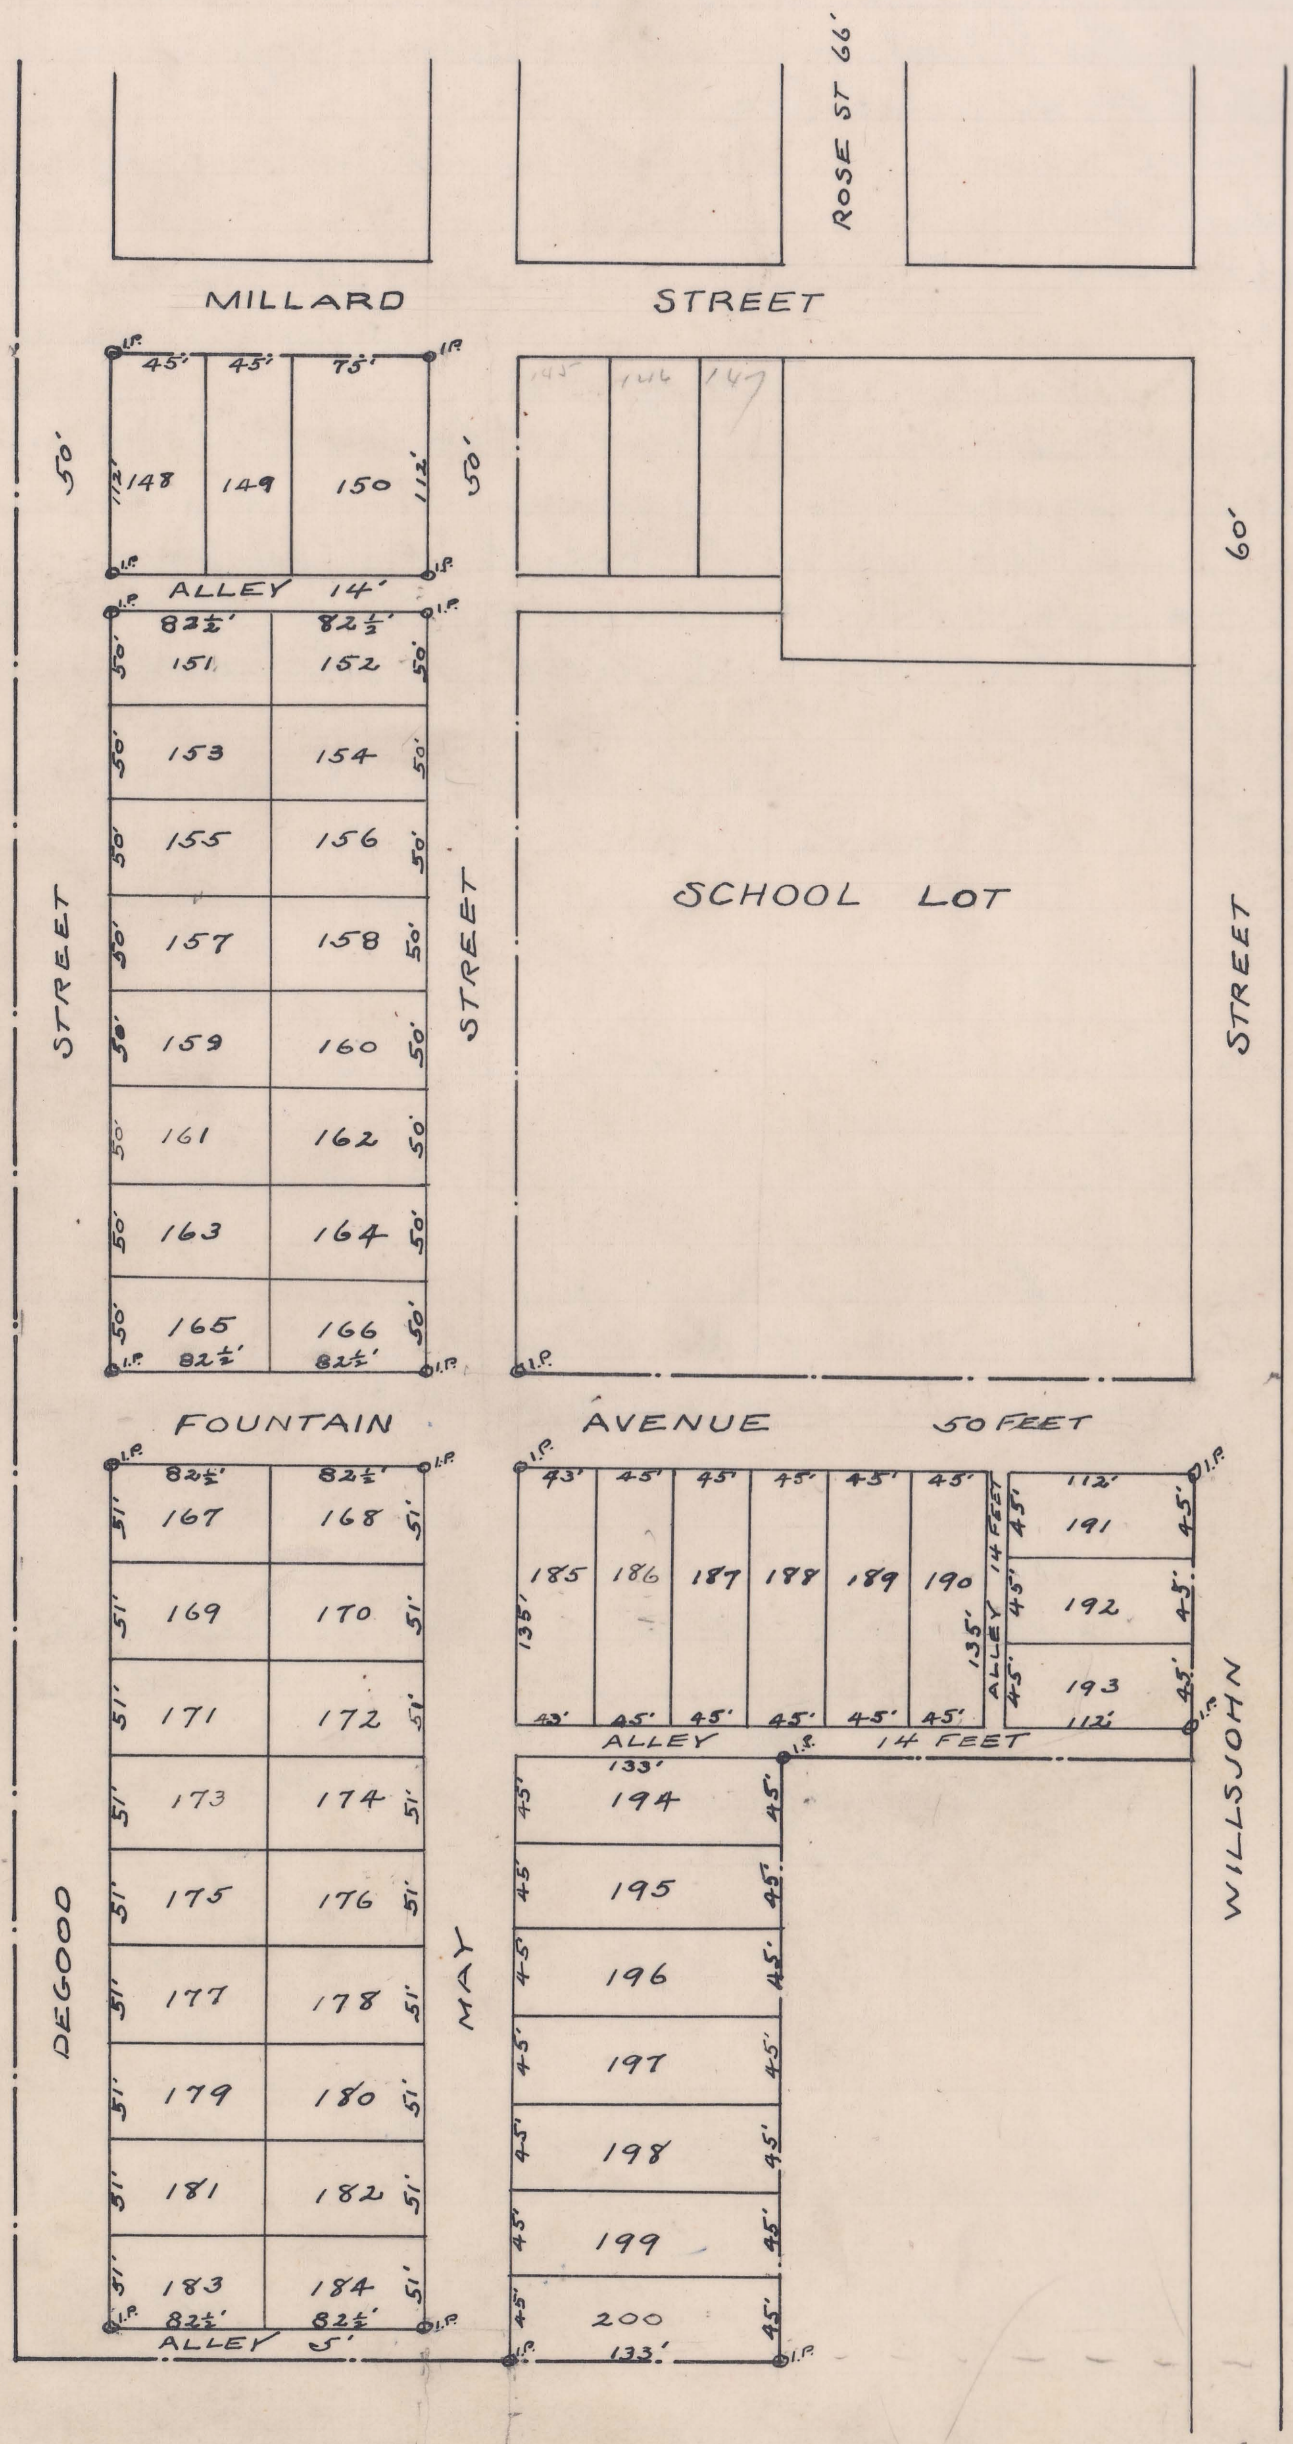 ROSE ST 66'
MILLARD STREET
I.P. I.P.
45' 45' 75'
145 146 147
50' 112' 148 149 150 112' 50' 60'
I.P. I.P.
ALLEY 14'
I.P. I.P.
82½' 82½'
50' 151 152 50'
50' 153 154 50'
50' 155 156 50'
SCHOOL LOT
50' 157 158 50'
STREET STREET STREET
50' 159 160 50'
50' 161 162 50'
50' 163 164 50'
50' 165 166 50'
I.P. 82½' 82½' I.P. I.P.
FOUNTAIN AVENUE 50 FEET
I.P. I.P. I.P. I.P.
82½' 82½' 43' 45' 45' 45' 45' 45' 112'
51' 167 168 51'
45' 191 45'
185 186 187 188 189 190
135' 135' ALLEY 14 FEET
51' 169 170 51'
45' 192 45'
45' 193 45'
112' I.P.
43' 45' 45' 45' 45' 45'
51' 171 172 51'
ALLEY 14 FEET
I.P.
133'
51' 173 174 51' 45' 194 45'
WILLSJOHN
51' 175 176 51' 45' 195 45'
DEGOOD MAY
51' 177 178 51' 45' 196 45'
45' 197 45'
51' 179 180 51'
45' 198 45'
51' 181 182 51'
45' 199 45'
51' 183 184 51'
45' 200 45'
I.P. 82½' 82½' I.P.
ALLEY 5'
I.P. 133' I.P.